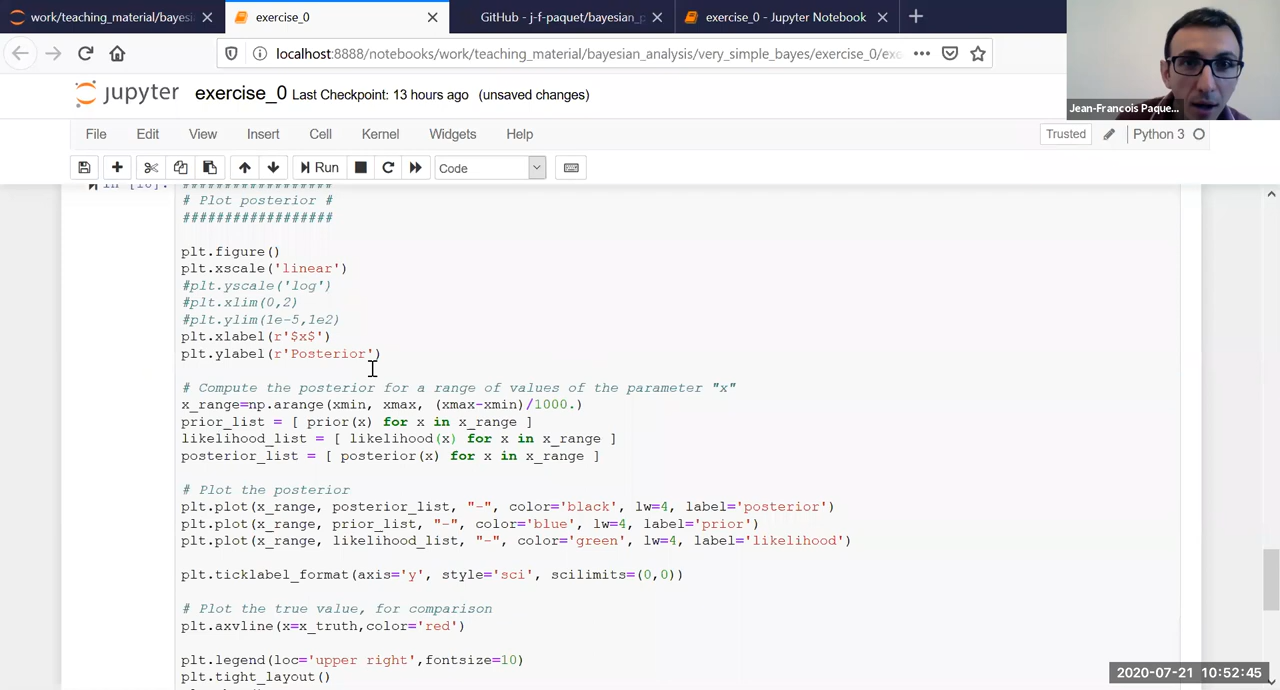 work/teaching_material/bayesi
exercise_0
GitHub - j-f-paquet/bayesian_p
exercise_0 - Jupyter Notebook
localhost:8888/notebooks/work/teaching_material/bayesian_analysis/very_simple_bayes/exercise_0/exe
Jean-Francois Paque...
jupyter exercise_0 Last Checkpoint: 13 hours ago (unsaved changes)
File Edit View Insert Cell Kernel Widgets Help
Trusted Python 3
Run Code
##################
# Plot posterior #
##################
plt.figure()
plt.xscale('linear')
#plt.yscale('log')
#plt.xlim(0,2)
#plt.ylim(1e-5,1e2)
plt.xlabel(r'$x$')
plt.ylabel(r'Posterior')
# Compute the posterior for a range of values of the parameter "x"
x_range=np.arange(xmin, xmax, (xmax-xmin)/1000.)
prior_list = [ prior(x) for x in x_range ]
likelihood_list = [ likelihood(x) for x in x_range ]
posterior_list = [ posterior(x) for x in x_range ]
# Plot the posterior
plt.plot(x_range, posterior_list, "-", color='black', lw=4, label='posterior')
plt.plot(x_range, prior_list, "-", color='blue', lw=4, label='prior')
plt.plot(x_range, likelihood_list, "-", color='green', lw=4, label='likelihood')
plt.ticklabel_format(axis='y', style='sci', scilimits=(0,0))
# Plot the true value, for comparison
plt.axvline(x=x_truth,color='red')
plt.legend(loc='upper right',fontsize=10)
plt.tight_layout()
2020-07-21 10:52:45